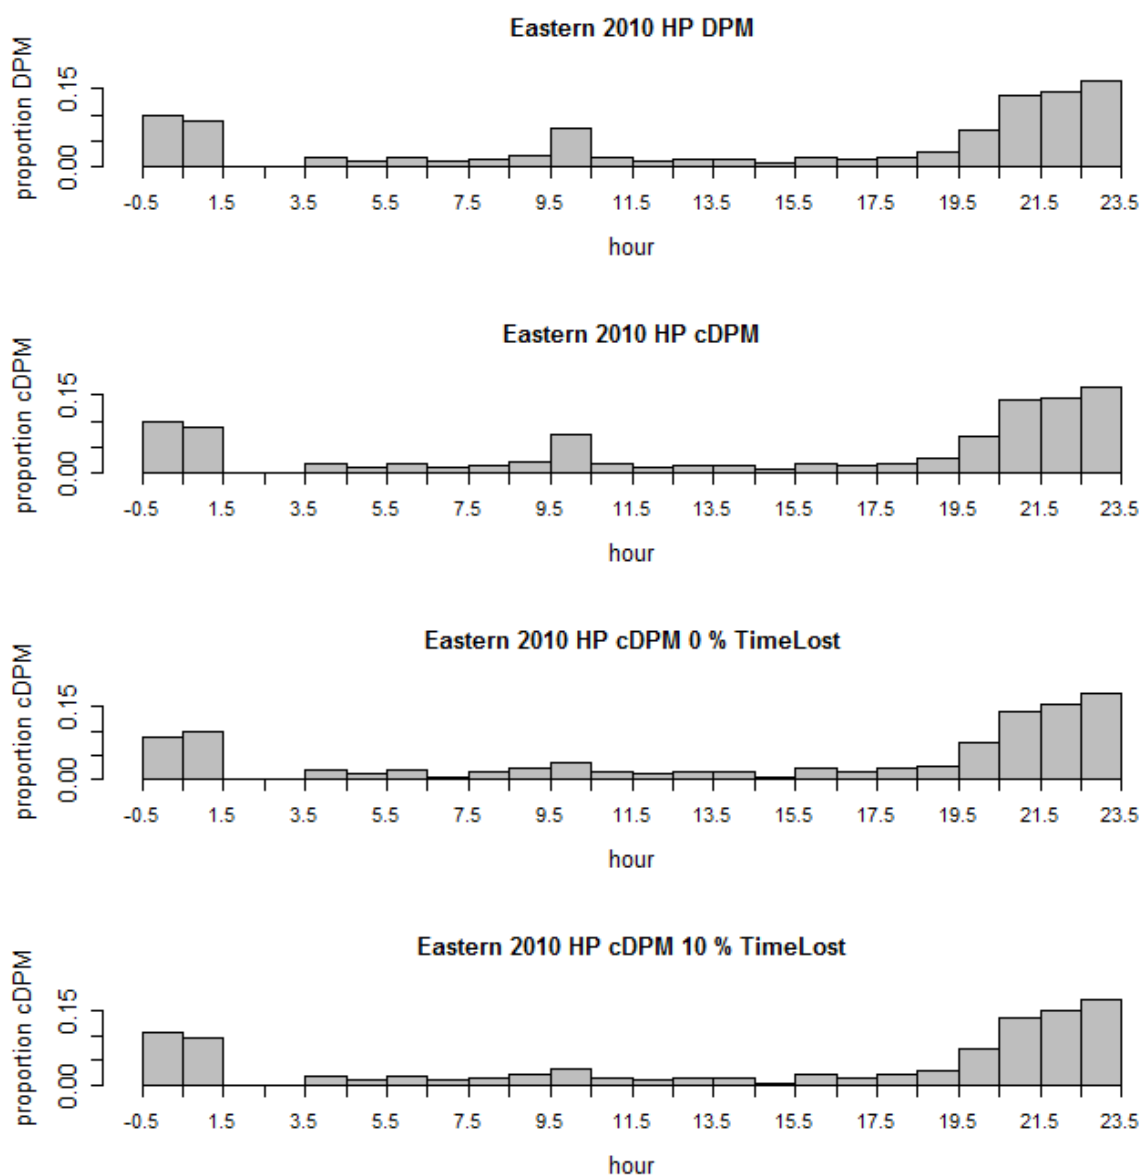 Eastern 2010 HP DPM
proportion DPM
0.00 0.15
-0.5 1.5 3.5 5.5 7.5 9.5 11.5 13.5 15.5 17.5 19.5 21.5 23.5
hour
Eastern 2010 HP cDPM
proportion cDPM
0.00 0.15
-0.5 1.5 3.5 5.5 7.5 9.5 11.5 13.5 15.5 17.5 19.5 21.5 23.5
hour
Eastern 2010 HP cDPM 0 % TimeLost
proportion cDPM
0.00 0.15
-0.5 1.5 3.5 5.5 7.5 9.5 11.5 13.5 15.5 17.5 19.5 21.5 23.5
hour
Eastern 2010 HP cDPM 10 % TimeLost
proportion cDPM
0.00 0.15
-0.5 1.5 3.5 5.5 7.5 9.5 11.5 13.5 15.5 17.5 19.5 21.5 23.5
hour